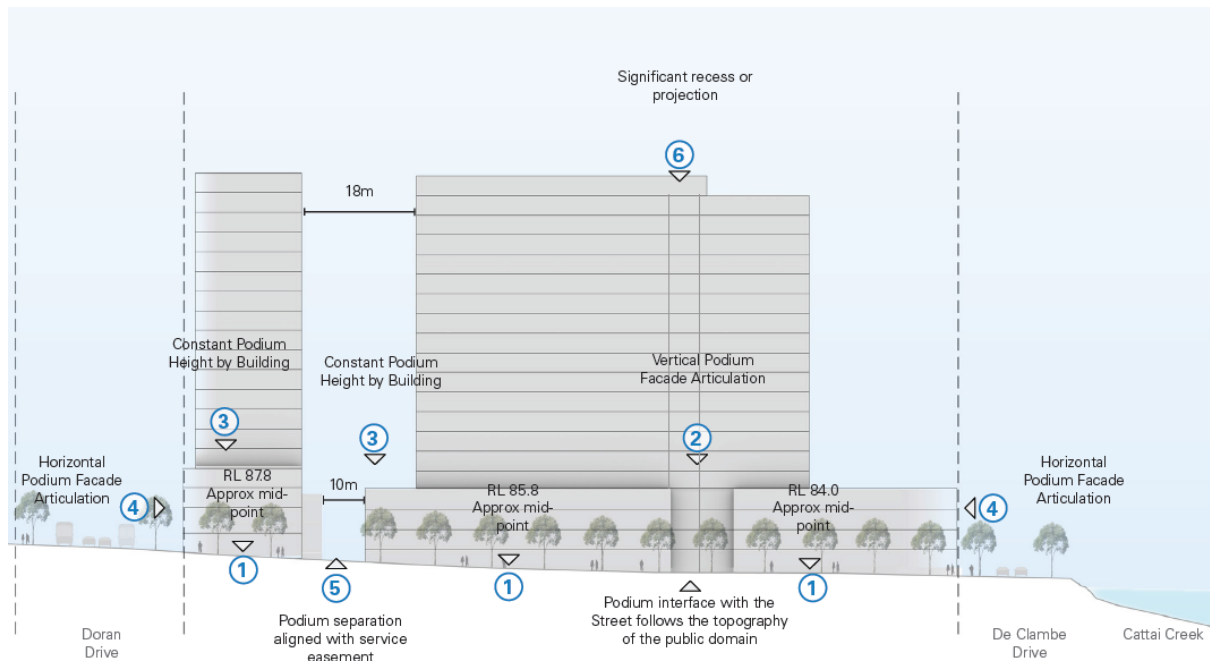 Significant recess or
projection
6
18m
Constant Podium
Height by Building
Constant Podium
Height by Building
Vertical Podium
Facade Articulation
3
3
2
Horizontal
Podium Facade
Articulation
4
RL 87.8
Approx mid-
point
10m
RL 85.8
Approx mid-
point
RL 84.0
Approx mid-
point
Horizontal
Podium Facade
Articulation
4
1
5
1
1
Podium separation
aligned with service
easement
Podium interface with the
Street follows the topography
of the public domain
Doran
Drive
De Clambe
Drive
Cattai Creek